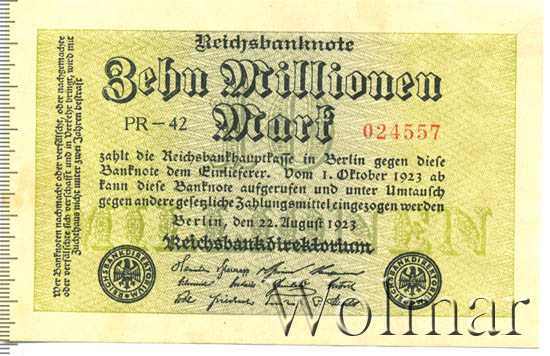 Reichsbanknote
Zehn Millionen
Mark
PR-42
024557
zahlt die Reichsbankhauptkasse in Berlin gegen diese
Banknote dem Einlieferer. Vom 1. Oktober 1923 ab
kann diese Banknote aufgerufen und unter Umtausch
gegen andere gesetzliche Zahlungsmittel eingezogen werden
Berlin, den 22. August 1923
Reichsbankdirektorium
REICHSBANKDIREKTORIUM
REICHSBANKDIREKTORIUM
Wer Banknoten nachmacht oder verfälscht, oder nachgemachte
oder verfälschte sich verschafft und in Verkehr bringt, wird mit
Zuchthaus nicht unter zwei Jahren bestraft
Wolmar